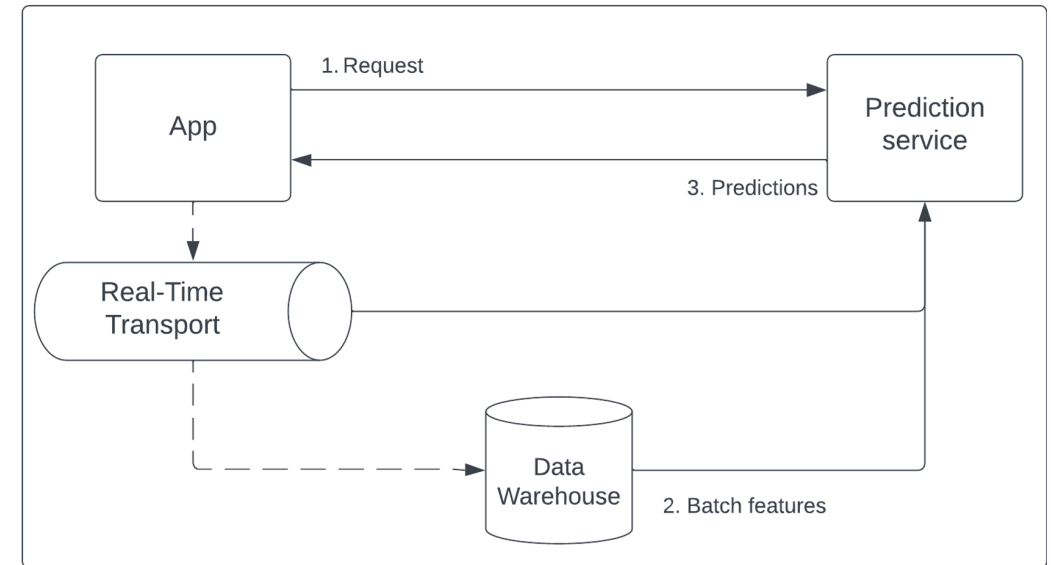 1. Request
App
Prediction
service
3. Predictions
Real-Time
Transport
Data
Warehouse
2. Batch features